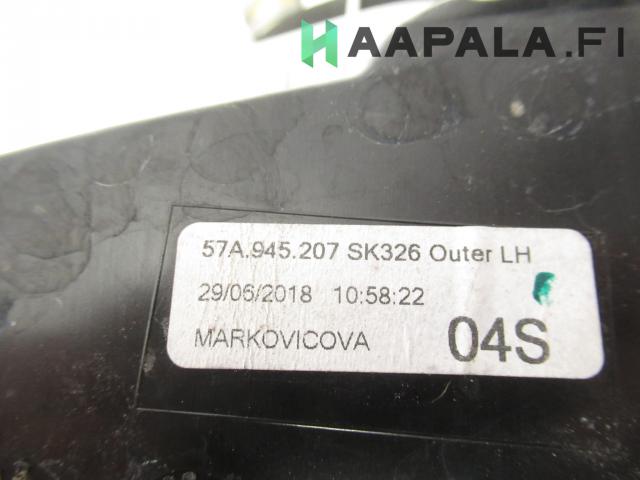 HAAPALA.FI
57A.945.207 SK326 Outer LH
29/06/2018 10:58:22
MARKOVICOVA
04S